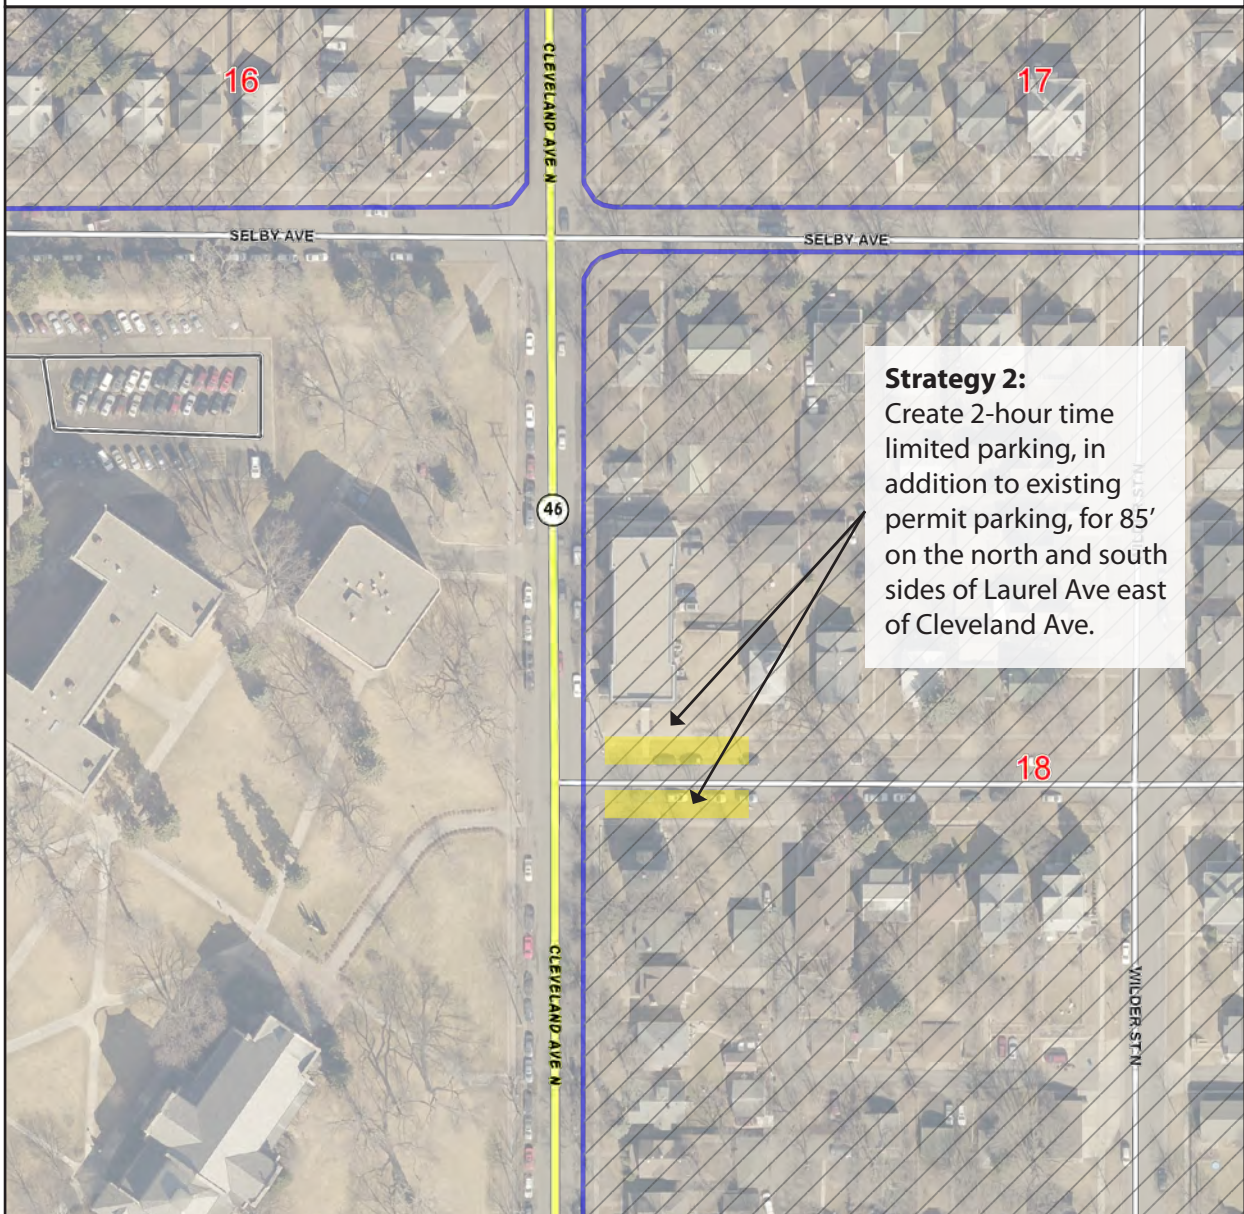 16
17
CLEVELAND AVE N
SELBY AVE
SELBY AVE
Strategy 2:
Create 2-hour time
limited parking, in
addition to existing
permit parking, for 85’
on the north and south
sides of Laurel Ave east
of Cleveland Ave.
46
18
CLEVELAND AVE N
WILDER ST N